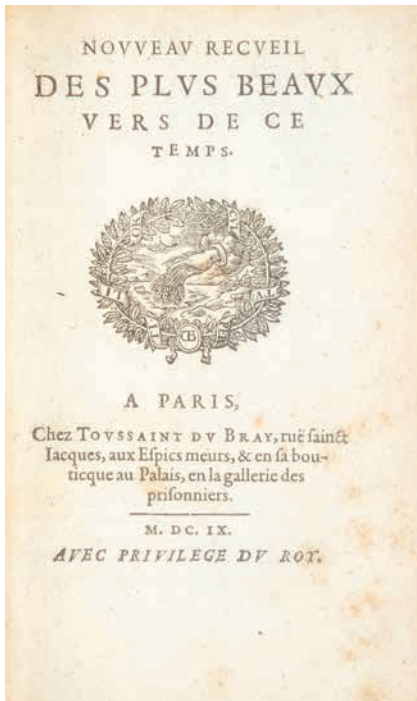 NOVVEAV RECVEIL
DES PLVS BEAVX
VERS DE CE
TEMPS.
A PARIS,
Chez TOVSSAINT DV BRAY, ruë ſainct
Iacques, aux Eſpics meurs, & en ſa bou-
ticque au Palais, en la gallerie des
priſonniers.
M. DC. IX.
AVEC PRIVILEGE DV ROY.